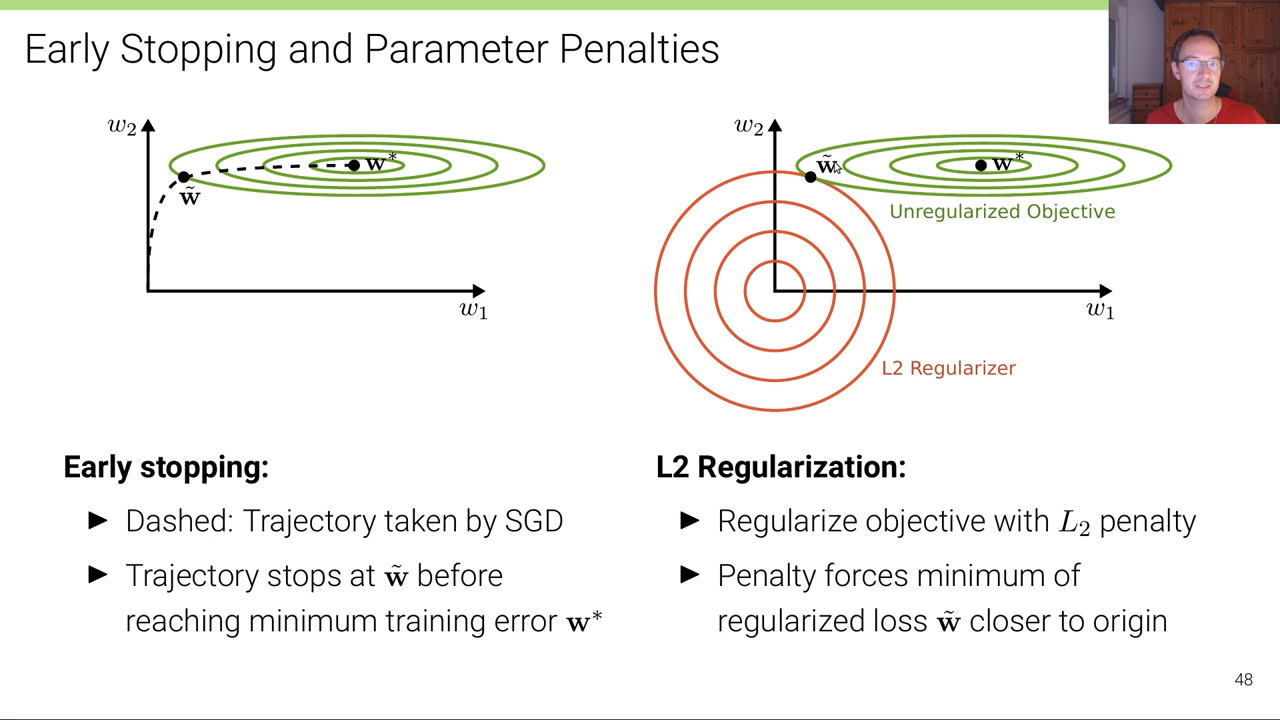 Early Stopping and Parameter Penalties
w₂
w*
w̃
w₁
w₂
w̃
w*
Unregularized Objective
w₁
L2 Regularizer
Early stopping:
► Dashed: Trajectory taken by SGD
► Trajectory stops at w̃ before
reaching minimum training error w*
L2 Regularization:
► Regularize objective with L₂ penalty
► Penalty forces minimum of
regularized loss w̃ closer to origin
48